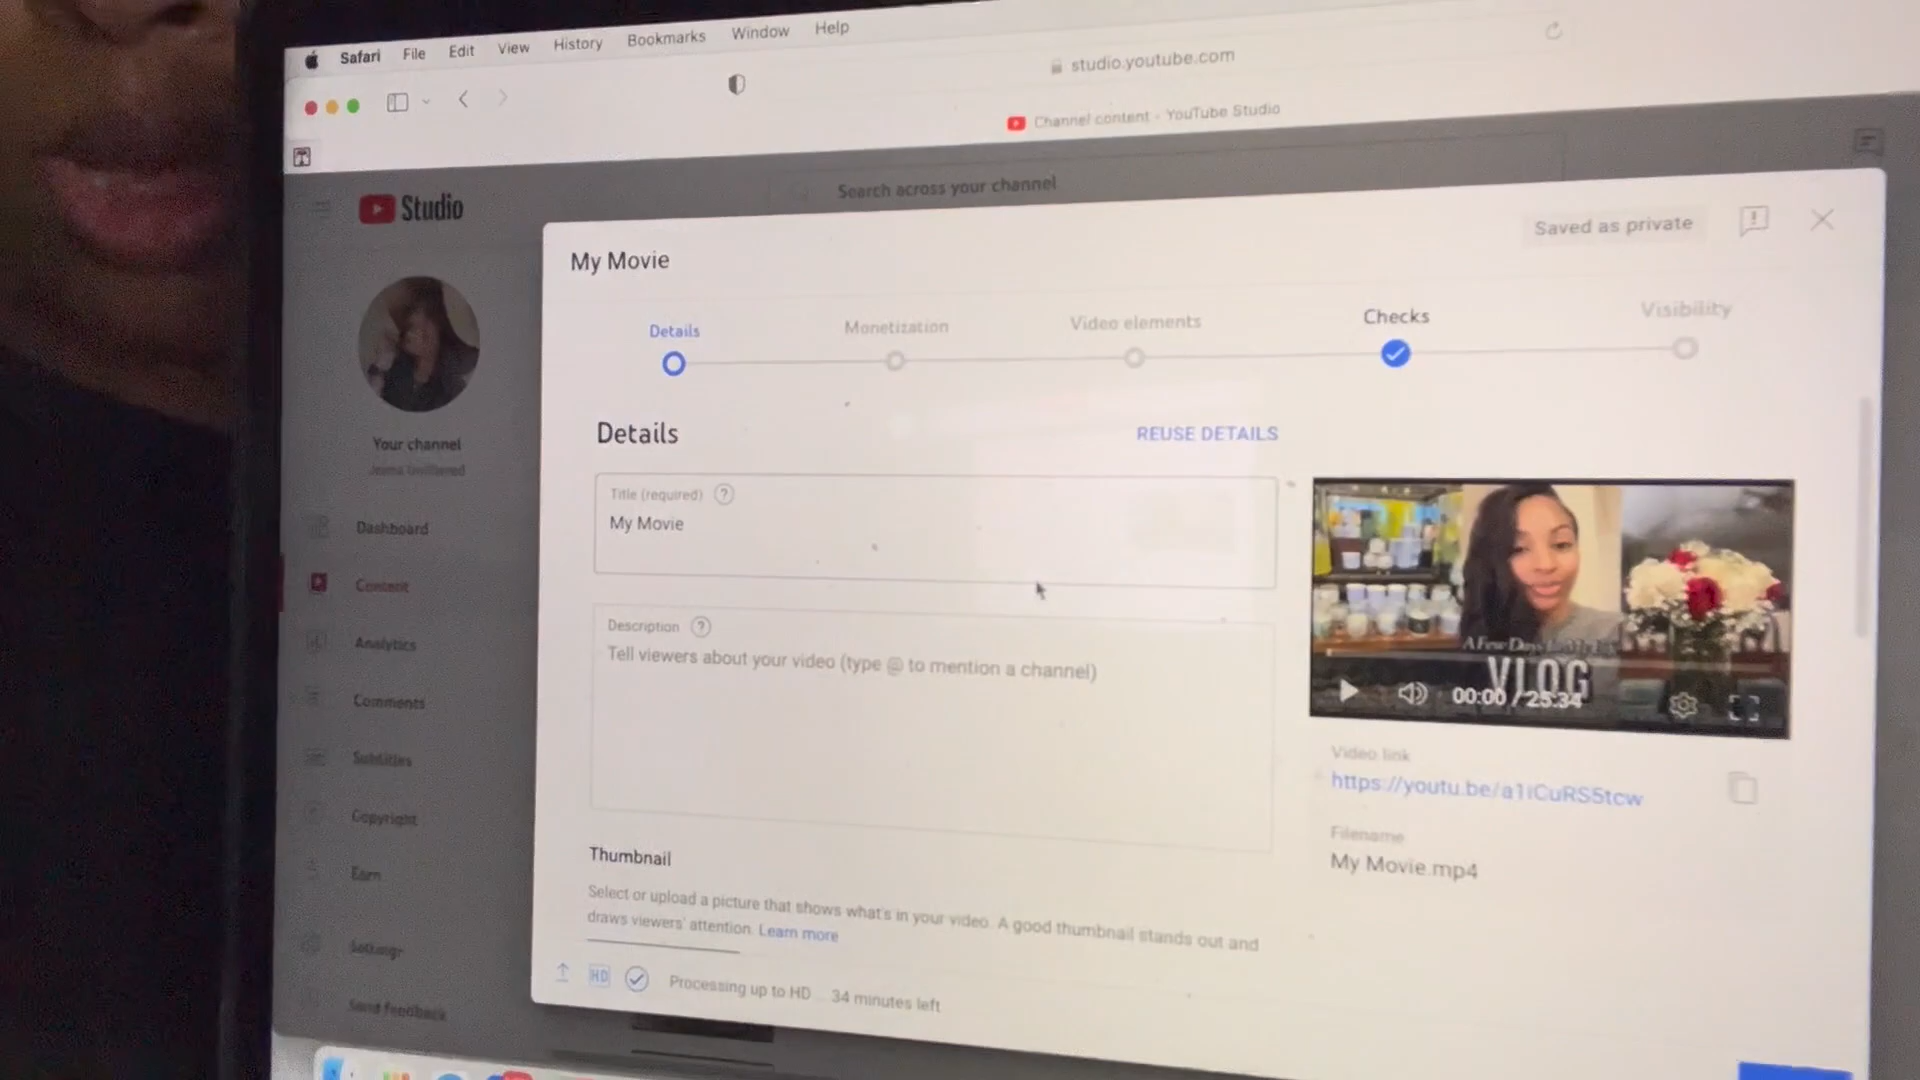 Safari File Edit View History Bookmarks Window Help
studio.youtube.com
Channel content - YouTube Studio
Studio
Search across your channel
Saved as private
My Movie
Details
Monetization
Video elements
Checks
Visibility
Your channel
Dashboard
Content
Analytics
Comments
Subtitles
Copyright
Earn
Settings
Send feedback
Details
REUSE DETAILS
Title (required) ?
My Movie
Description ?
Tell viewers about your video (type @ to mention a channel)
A Few Days
VLOG
00:00 / 25:34
Video link
https://youtu.be/a1iCuRS5tcw
Filename
My Movie.mp4
Thumbnail
Select or upload a picture that shows what's in your video. A good thumbnail stands out and
draws viewers' attention. Learn more
HD
Processing up to HD ... 34 minutes left